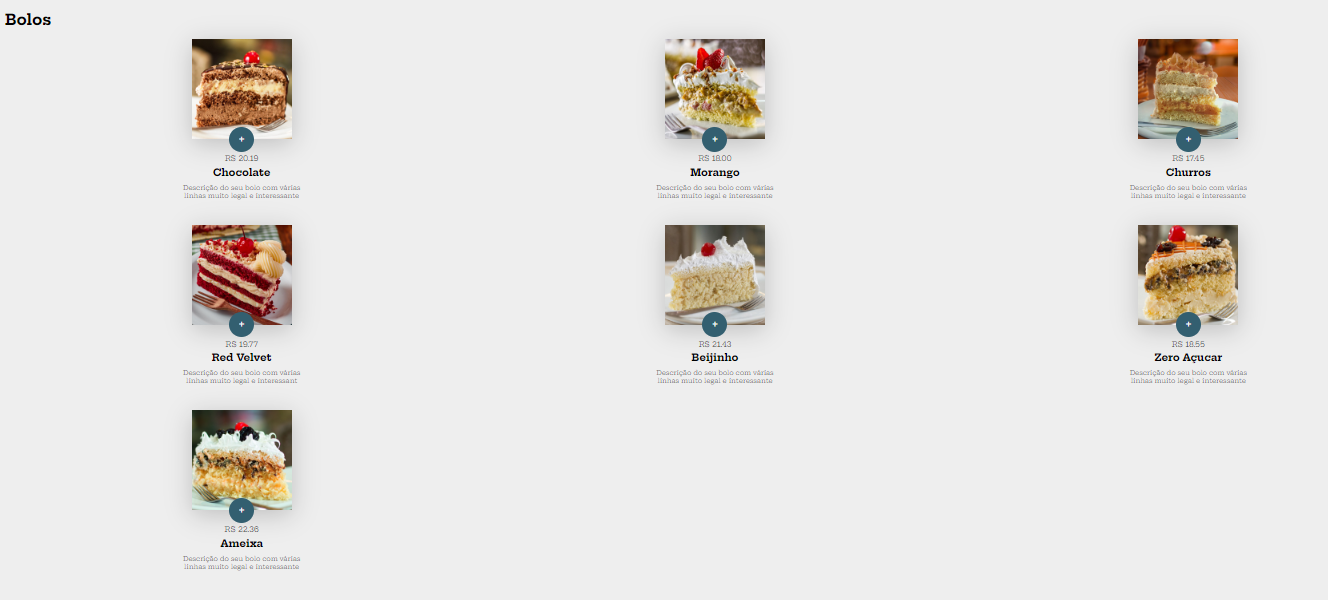 Bolos
+
R$ 20.19
Chocolate
Descrição do seu bolo com várias
linhas muito legal e interessante
+
R$ 18.00
Morango
Descrição do seu bolo com várias
linhas muito legal e interessante
+
R$ 17.45
Churros
Descrição do seu bolo com várias
linhas muito legal e interessante
+
R$ 19.77
Red Velvet
Descrição do seu bolo com várias
linhas muito legal e interessant
+
R$ 21.43
Beijinho
Descrição do seu bolo com várias
linhas muito legal e interessante
+
R$ 18.55
Zero Açucar
Descrição do seu bolo com várias
linhas muito legal e interessante
+
R$ 22.36
Ameixa
Descrição do seu bolo com várias
linhas muito legal e interessante